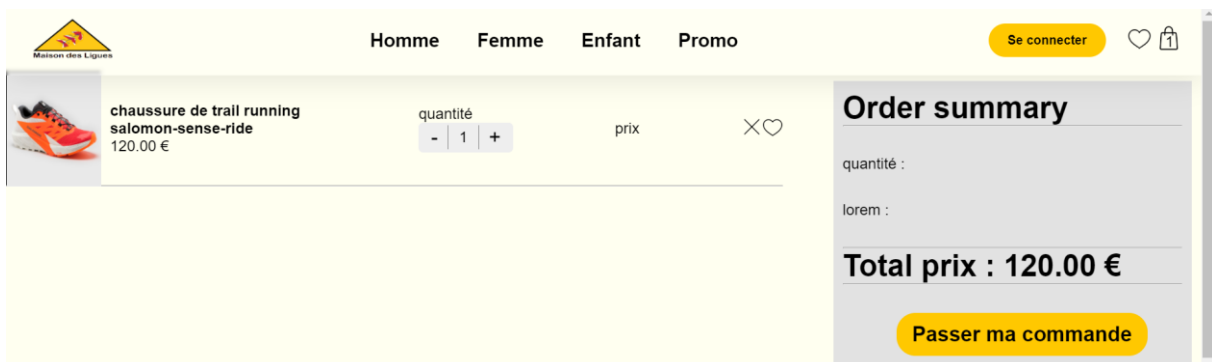 Maison des Ligues
Homme Femme Enfant Promo
Se connecter
1
chaussure de trail running
salomon-sense-ride
120.00 €
quantité
- 1 +
prix
Order summary
quantité :
lorem :
Total prix : 120.00 €
Passer ma commande